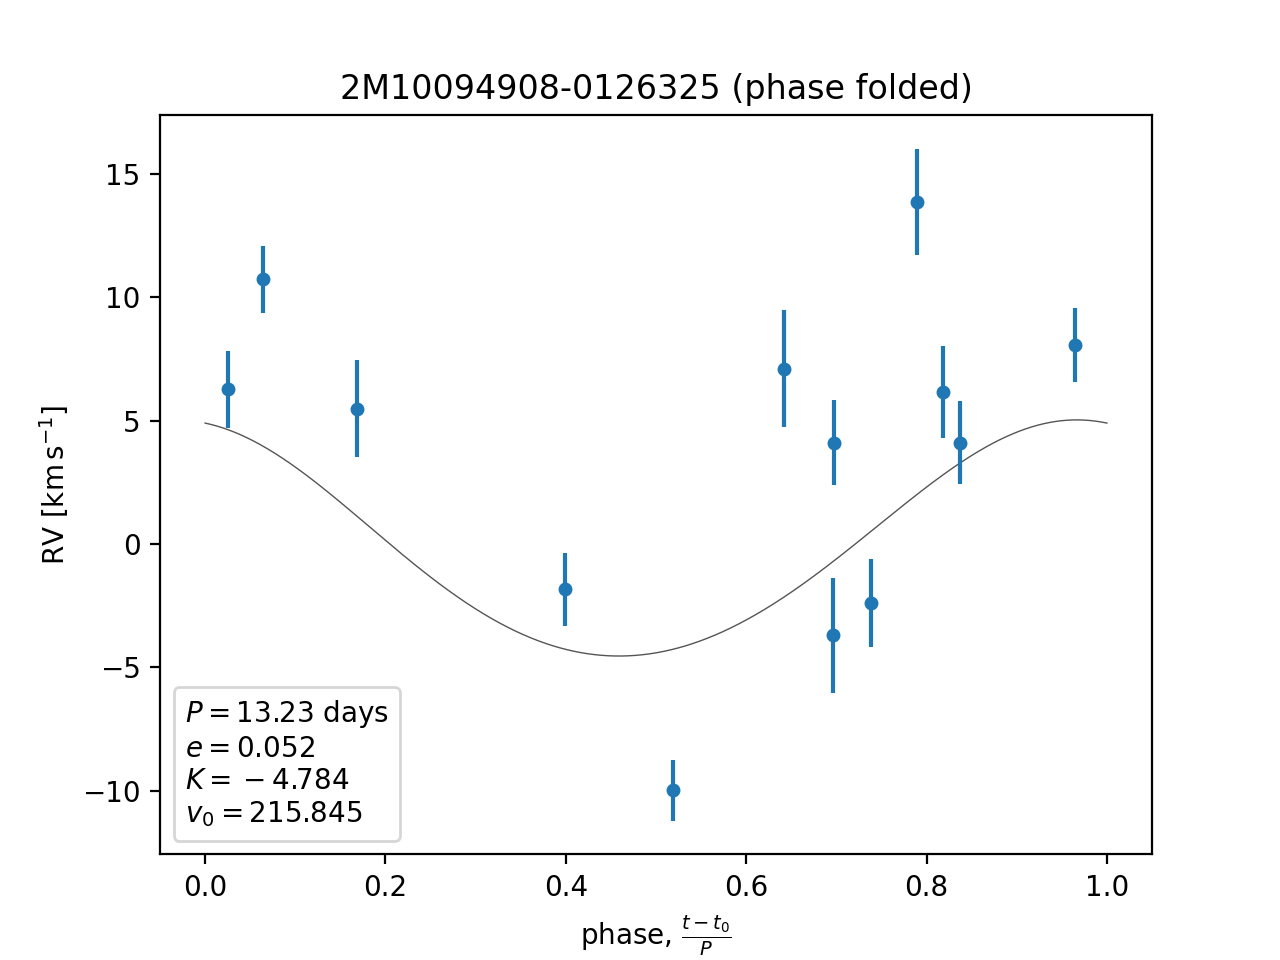 2M10094908-0126325 (phase folded)
RV [km s⁻¹]
15
10
5
0
−5
−10
P = 13.23 days
e = 0.052
K = −4.784
v₀ = 215.845
0.0 0.2 0.4 0.6 0.8 1.0
phase, (t − t₀)/P